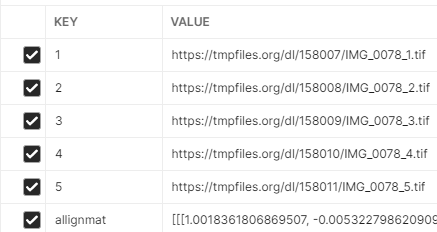 KEY VALUE
1 https://tmpfiles.org/dl/158007/IMG_0078_1.tif
2 https://tmpfiles.org/dl/158008/IMG_0078_2.tif
3 https://tmpfiles.org/dl/158009/IMG_0078_3.tif
4 https://tmpfiles.org/dl/158010/IMG_0078_4.tif
5 https://tmpfiles.org/dl/158011/IMG_0078_5.tif
allignmat [[[1.0018361806869507, -0.005322798620909